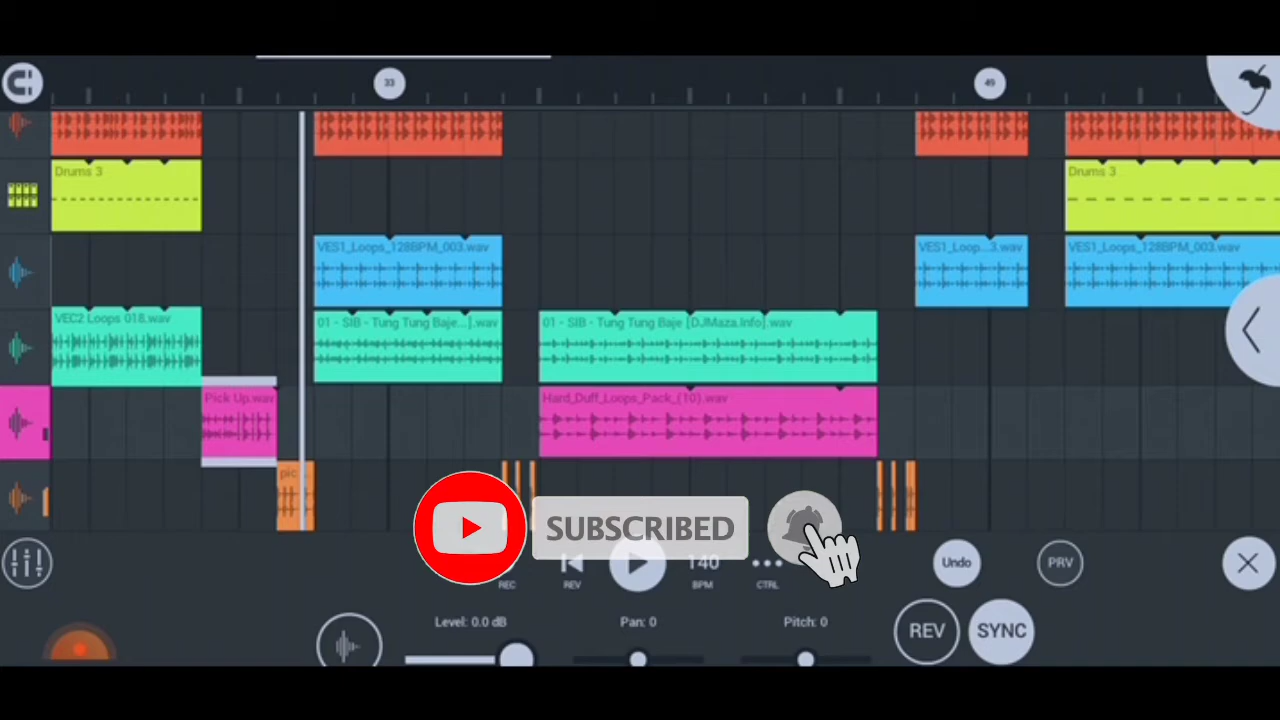 33
49
Drums 3
Drums 3
VES1_Loops_128BPM_003.wav
VES1_Loop...3.wav
VES1_Loops_128BPM_003.wav
VEC2 Loops 018.wav
01 - SIB - Tung Tung Baje...].wav
01 - SIB - Tung Tung Baje [DJMaza.Info].wav
Pick Up.wav
Hard_Duff_Loops_Pack_(10).wav
pic
SUBSCRIBED
140
Undo
PRV
REC
REV
BPM
CTRL
Level: 0.0 dB
Pan: 0
Pitch: 0
REV
SYNC